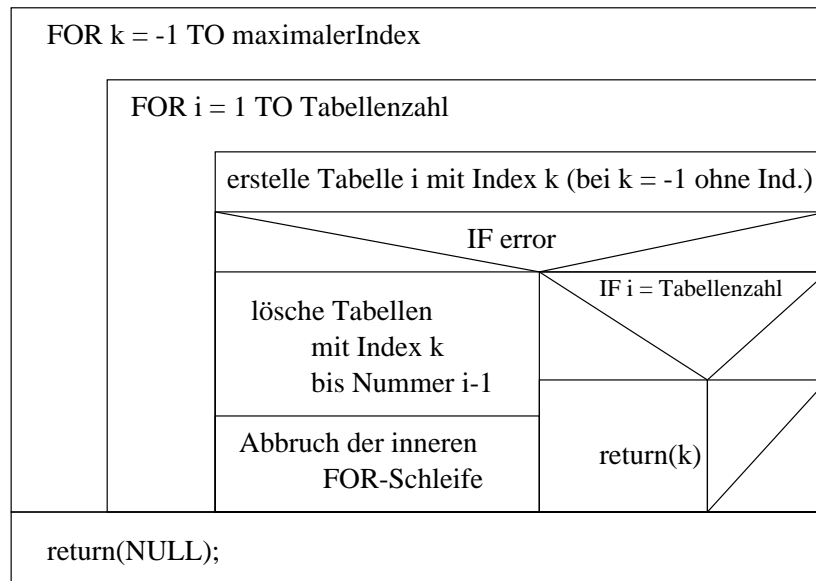 FOR k = -1 TO maximalerIndex
FOR i = 1 TO Tabellenzahl
erstelle Tabelle i mit Index k (bei k = -1 ohne Ind.)
IF error
IF i = Tabellenzahl
lösche Tabellen
mit Index k
bis Nummer i-1
Abbruch der inneren
FOR-Schleife
return(k)
return(NULL);